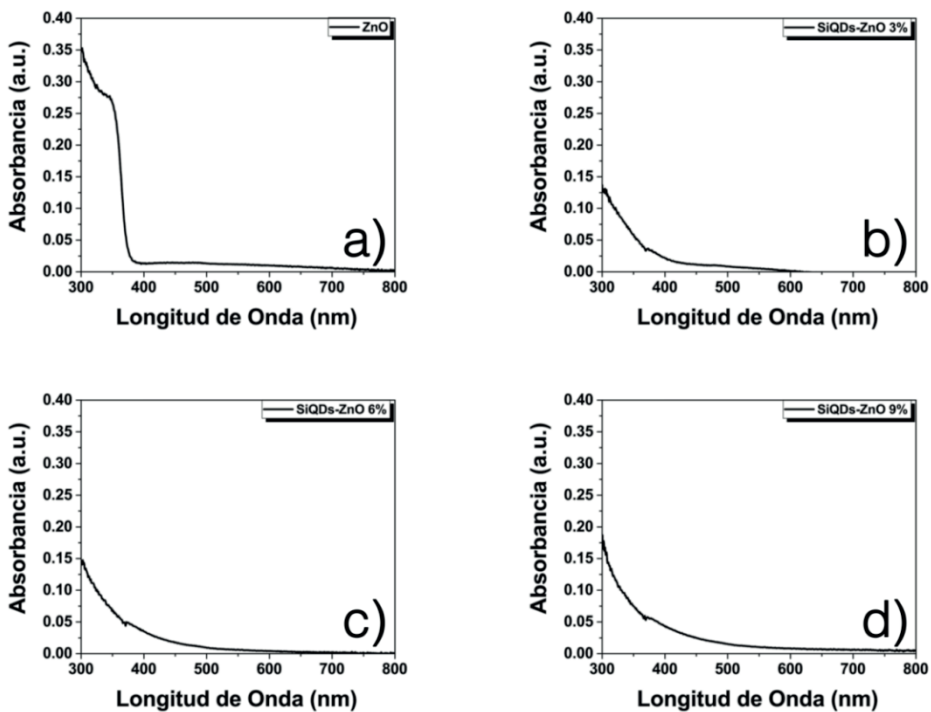 ZnO
Absorbancia (a.u.)
0.40
0.35
0.30
0.25
0.20
0.15
0.10
0.05
0.00
a)
300 400 500 600 700 800
Longitud de Onda (nm)
SiQDs-ZnO 3%
Absorbancia (a.u.)
0.40
0.35
0.30
0.25
0.20
0.15
0.10
0.05
0.00
b)
300 400 500 600 700 800
Longitud de Onda (nm)
SiQDs-ZnO 6%
Absorbancia (a.u.)
0.40
0.35
0.30
0.25
0.20
0.15
0.10
0.05
0.00
c)
300 400 500 600 700 800
Longitud de Onda (nm)
SiQDs-ZnO 9%
Absorbancia (a.u.)
0.40
0.35
0.30
0.25
0.20
0.15
0.10
0.05
0.00
d)
300 400 500 600 700 800
Longitud de Onda (nm)